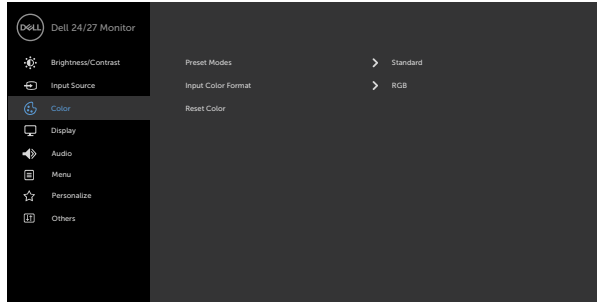 DELL Dell 24/27 Monitor
Brightness/Contrast
Preset Modes Standard
Input Source
Input Color Format RGB
Color
Reset Color
Display
Audio
Menu
Personalize
Others